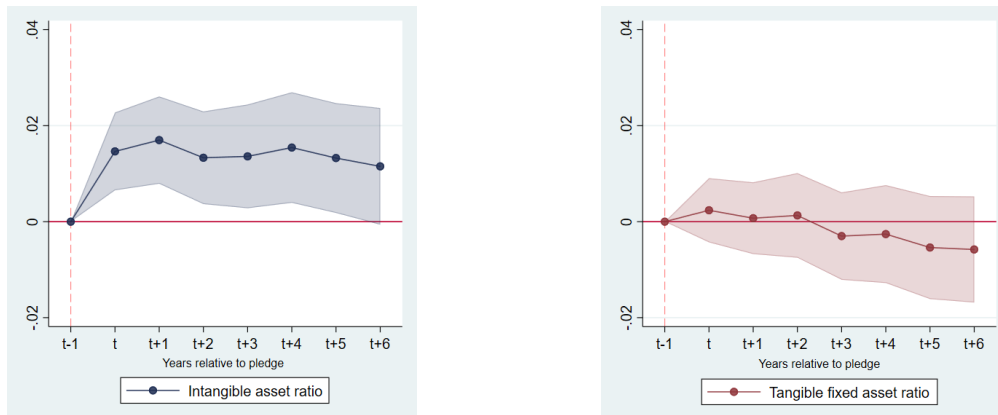 .04
.02
0
-.02
t-1 t t+1 t+2 t+3 t+4 t+5 t+6
Years relative to pledge
Intangible asset ratio
.04
.02
0
-.02
t-1 t t+1 t+2 t+3 t+4 t+5 t+6
Years relative to pledge
Tangible fixed asset ratio